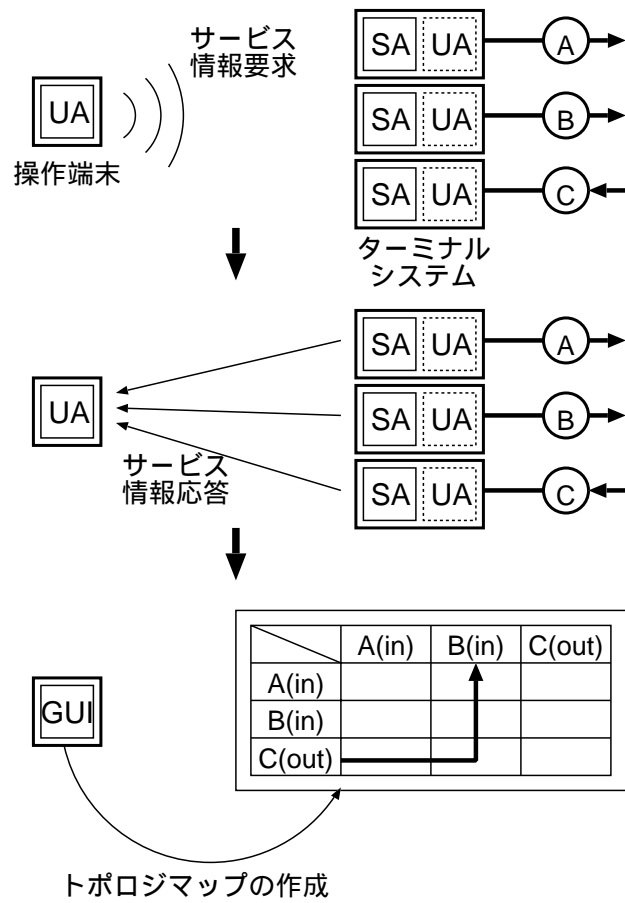 サービス
情報要求
UA
操作端末
SA UA A
SA UA B
SA UA C
ターミナル
システム
UA
サービス
情報応答
SA UA A
SA UA B
SA UA C
GUI
A(in) B(in) C(out)
A(in)
B(in)
C(out)
トポロジマップの作成